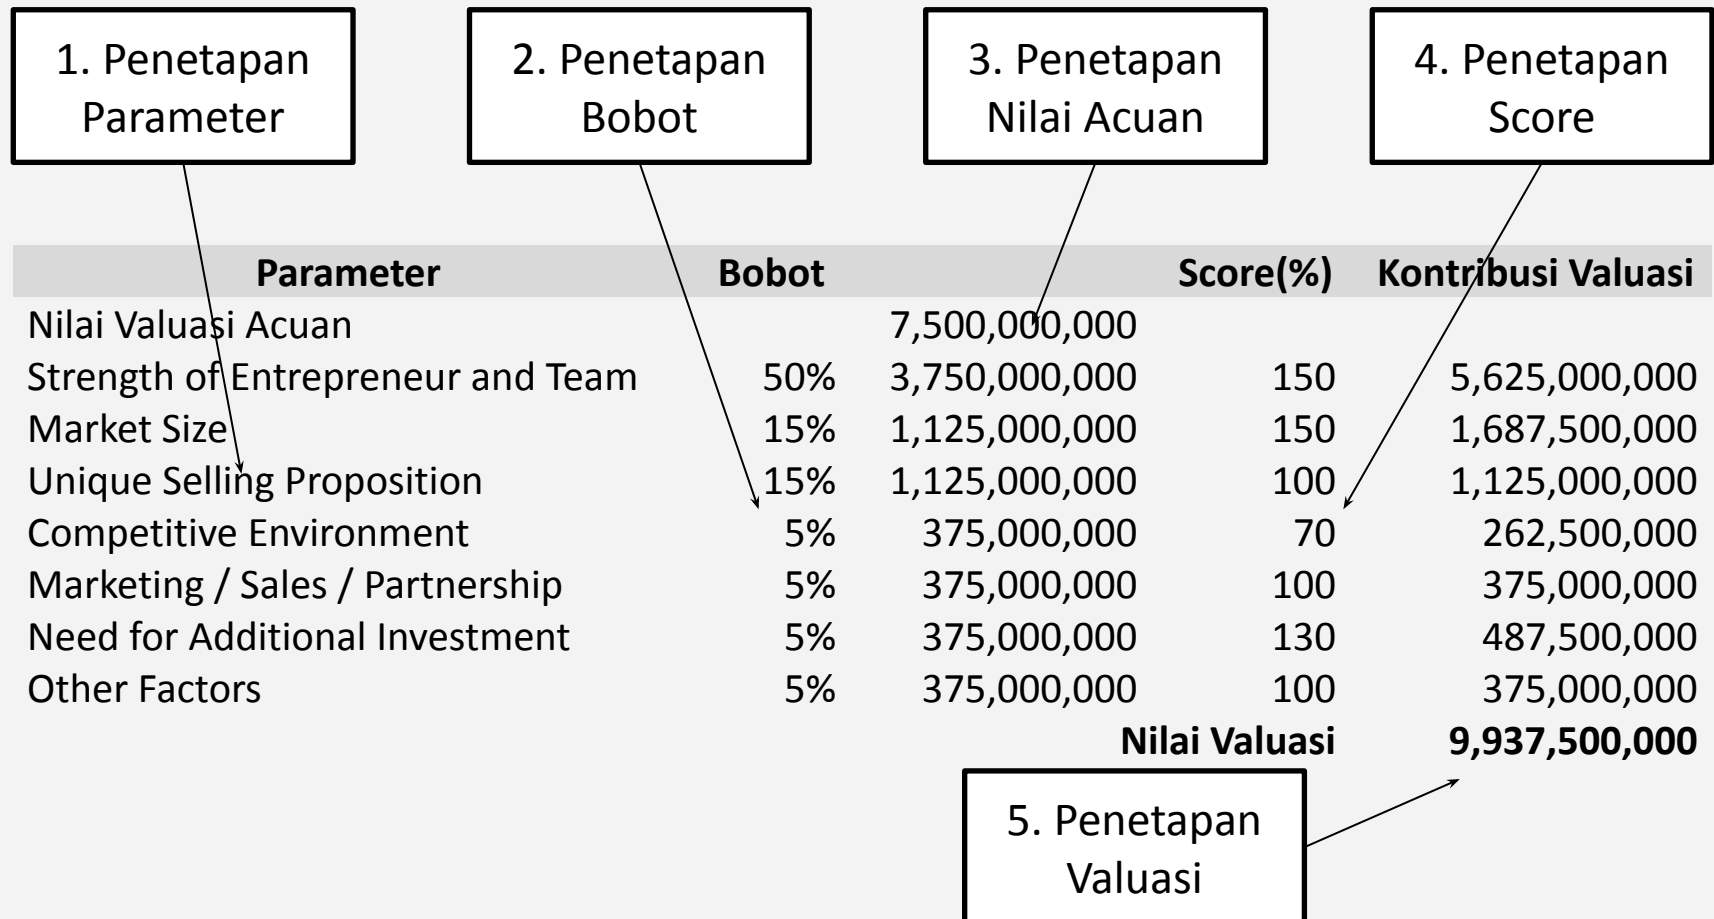 1. Penetapan
Parameter
2. Penetapan
Bobot
3. Penetapan
Nilai Acuan
4. Penetapan
Score
Parameter Bobot Score(%) Kontribusi Valuasi
Nilai Valuasi Acuan 7,500,000,000
Strength of Entrepreneur and Team 50% 3,750,000,000 150 5,625,000,000
Market Size 15% 1,125,000,000 150 1,687,500,000
Unique Selling Proposition 15% 1,125,000,000 100 1,125,000,000
Competitive Environment 5% 375,000,000 70 262,500,000
Marketing / Sales / Partnership 5% 375,000,000 100 375,000,000
Need for Additional Investment 5% 375,000,000 130 487,500,000
Other Factors 5% 375,000,000 100 375,000,000
Nilai Valuasi 9,937,500,000
5. Penetapan
Valuasi